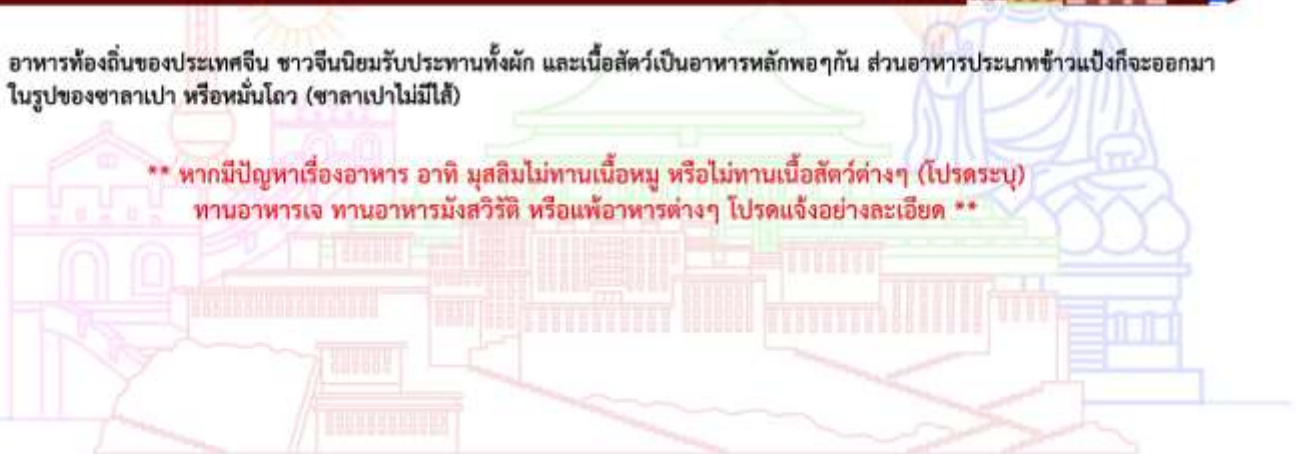 อาหารท้องถิ่นของประเทศจีน ชาวจีนนิยมรับประทานทั้งผัก และเนื้อสัตว์เป็นอาหารหลักพอๆกัน ส่วนอาหารประเภทข้าวแป้งก็จะออกมา
ในรูปของซาลาเปา หรือหมั่นโถว (ซาลาเปาไม่มีไส้)
** หากมีปัญหาเรื่องอาหาร อาทิ มุสลิมไม่ทานเนื้อหมู หรือไม่ทานเนื้อสัตว์ต่างๆ (โปรดระบุ)
ทานอาหารเจ ทานอาหารมังสวิรัติ หรือแพ้อาหารต่างๆ โปรดแจ้งอย่างละเอียด **